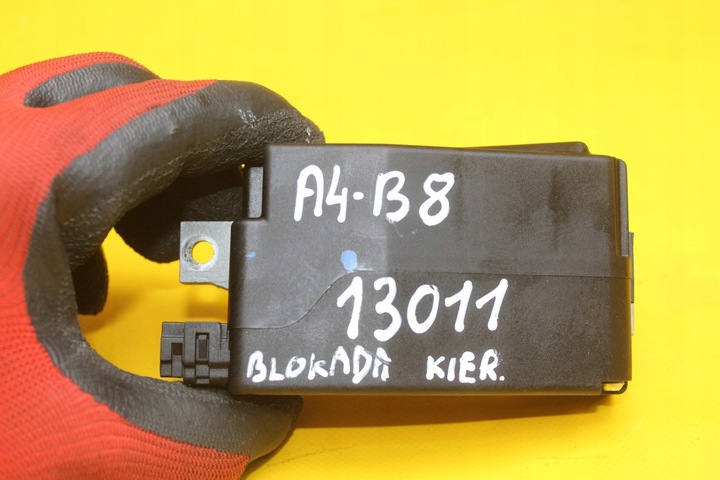 A4-B8
13011
BLOKADA KIER.